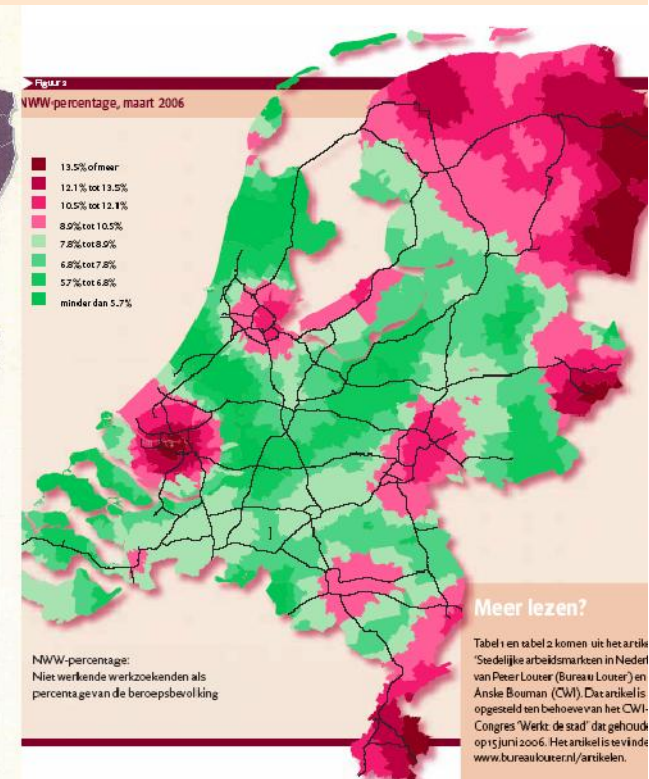 Figuur 2
NWW-percentage, maart 2006
13.5% of meer
12.1% tot 13.5%
10.5% tot 12.1%
8.9% tot 10.5%
7.8% tot 8.9%
6.8% tot 7.8%
5.7% tot 6.8%
minder dan 5.7%
NWW-percentage:
Niet werkende werkzoekenden als
percentage van de beroepsbevolking
Meer lezen?
Tabel 1 en tabel 2 komen uit het artike
'Stedelijke arbeidsmarkten in Nederl
van Peter Louter (Bureau Louter) en
Anske Bouman (CWI). Dat artikel is
opgesteld ten behoeve van het CWI-
Congres 'Werkt de stad' dat gehoude
op 15 juni 2006. Het artikel is te vinde
www.bureaulouter.nl/artikelen.